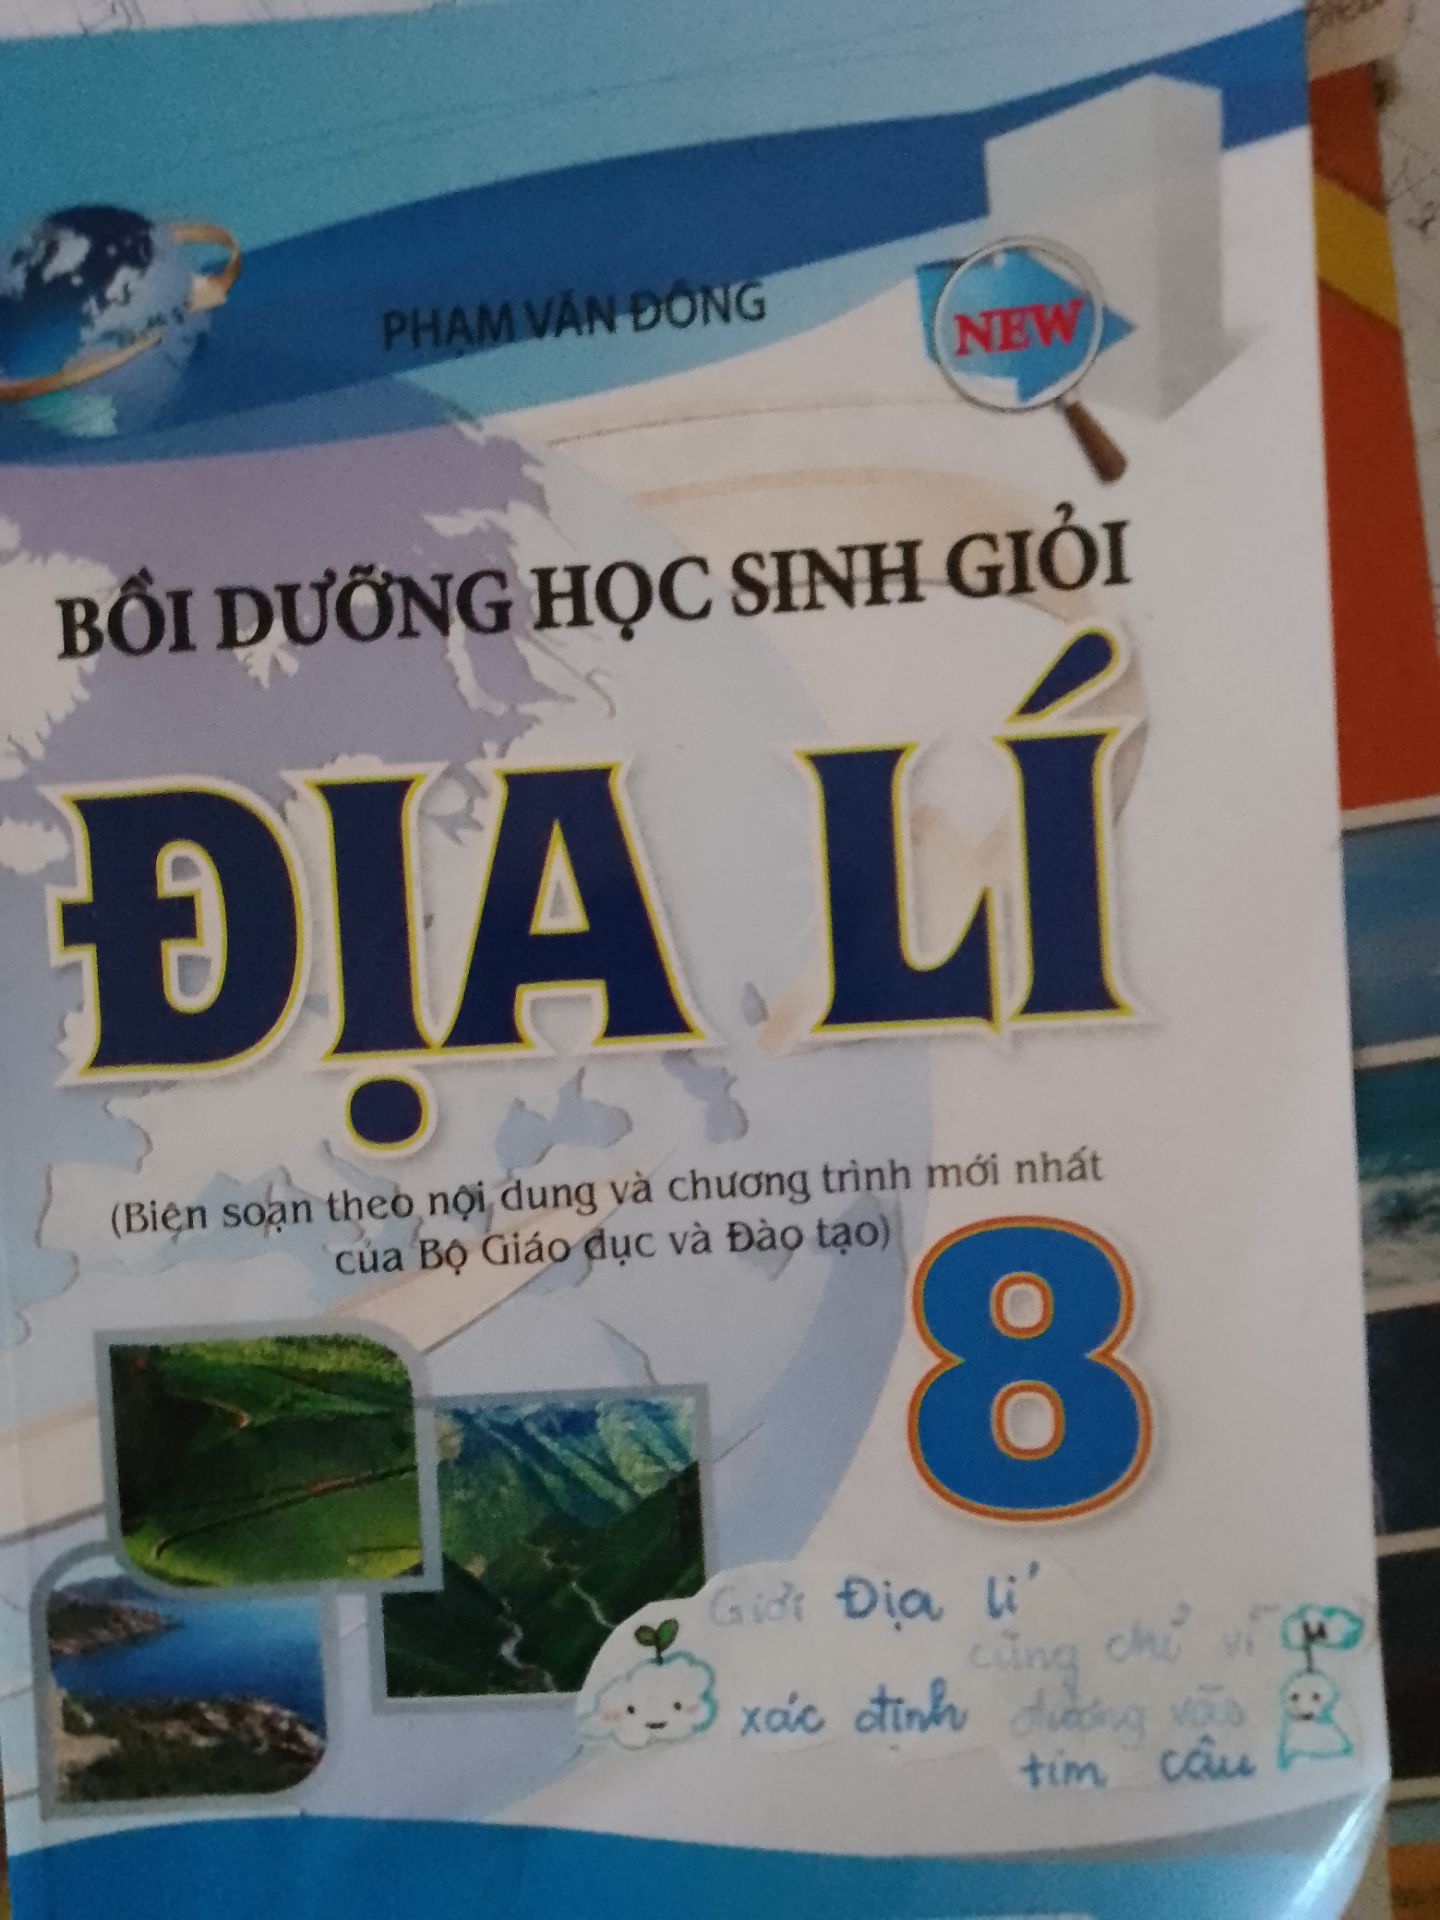 PHẠM VĂN ĐÔNG
NEW
BỒI DƯỠNG HỌC SINH GIỎI
ĐỊA LÍ
(Biên soạn theo nội dung và chương trình mới nhất
của Bộ Giáo dục và Đào tạo)
8
Giỏi Địa lí
cũng chỉ vì
xác định đường vào
tim cậu